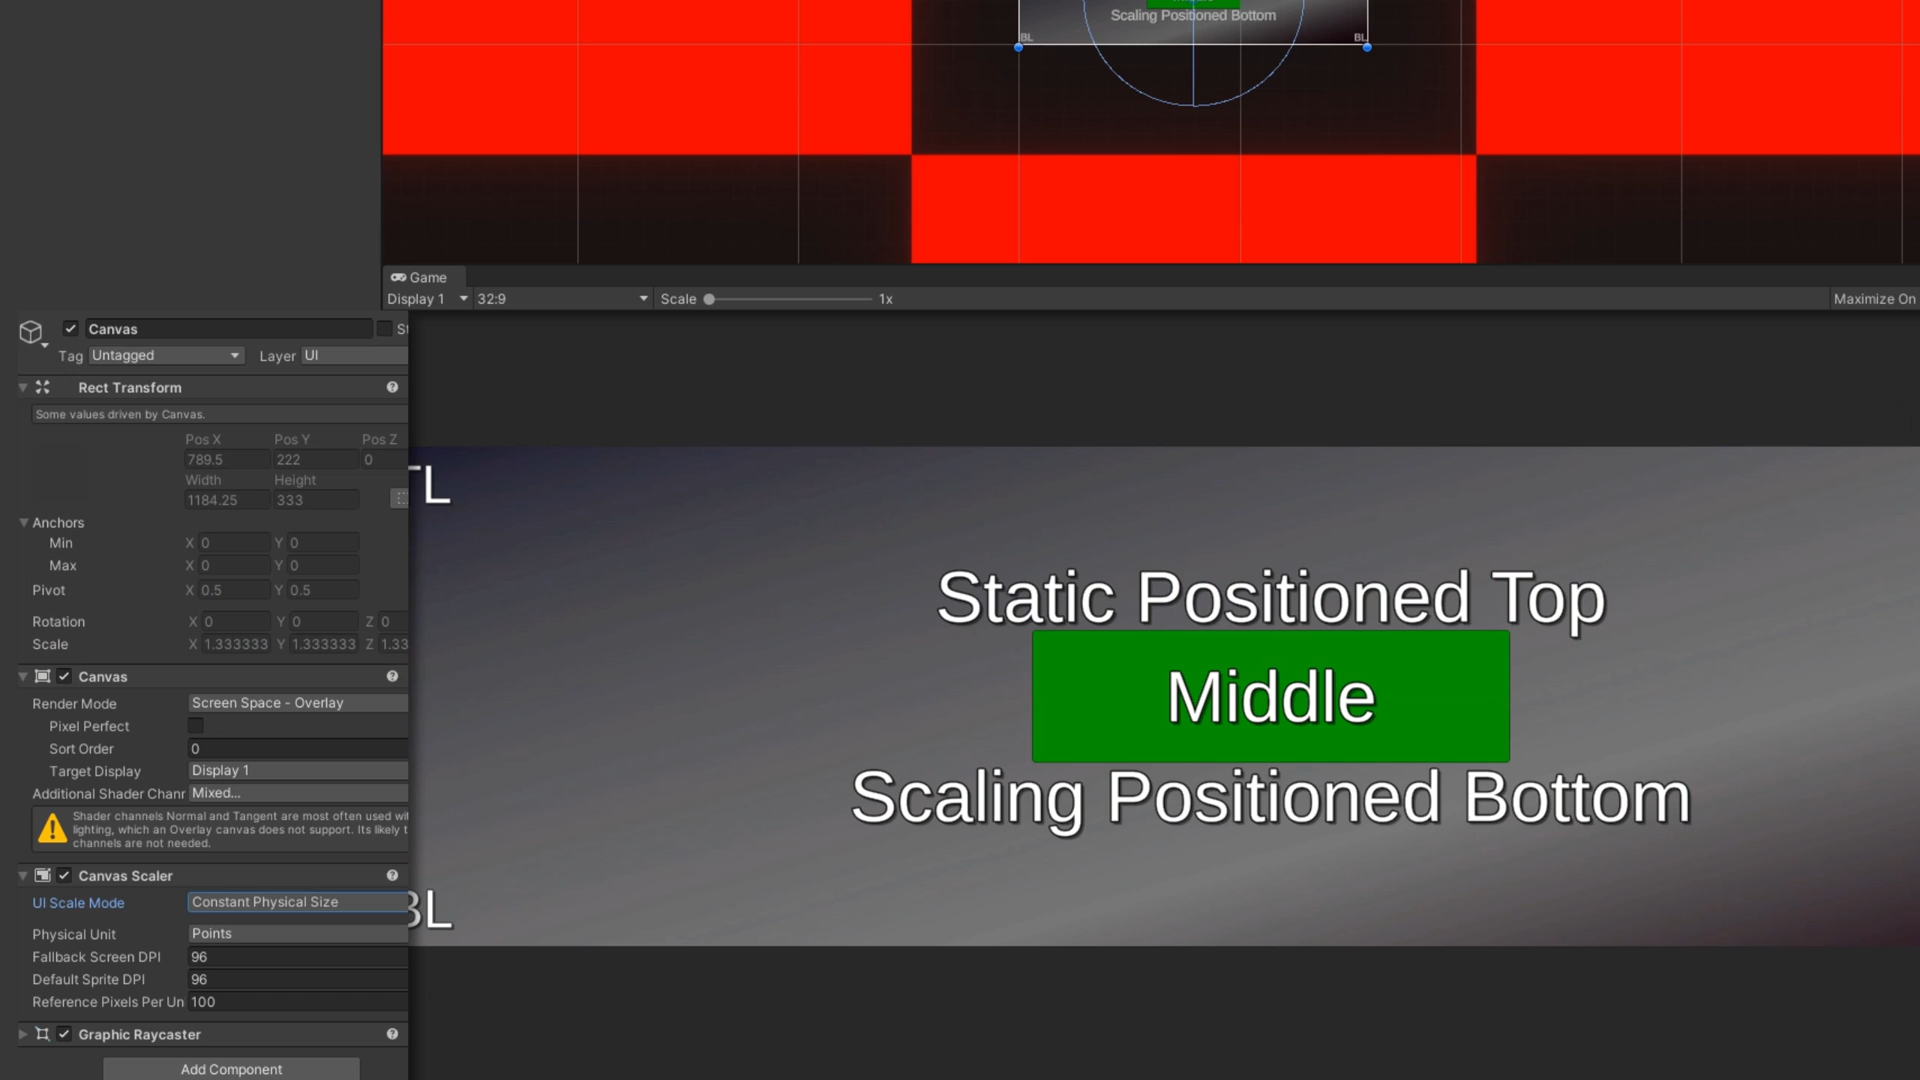 Scaling Positioned Bottom
BL
BL
Game
Display 1
32:9
Scale
1x
Maximize On
Canvas
Tag
Untagged
Layer
UI
Rect Transform
Some values driven by Canvas.
Pos X
Pos Y
Pos Z
789.5
222
0
Width
Height
1184.25
333
Anchors
Min
X
0
Y
0
Max
X
0
Y
0
Pivot
X
0.5
Y
0.5
Rotation
X
0
Y
0
Z
0
Scale
X
1.333333
Y
1.333333
Z
1.33
Canvas
Render Mode
Screen Space - Overlay
Pixel Perfect
Sort Order
0
Target Display
Display 1
Additional Shader Chanr
Mixed...
Shader channels Normal and Tangent are most often used wit
lighting, which an Overlay canvas does not support. Its likely t
channels are not needed.
Canvas Scaler
UI Scale Mode
Constant Physical Size
Physical Unit
Points
Fallback Screen DPI
96
Default Sprite DPI
96
Reference Pixels Per Un
100
Graphic Raycaster
Add Component
TL
Static Positioned Top
Middle
Scaling Positioned Bottom
BL